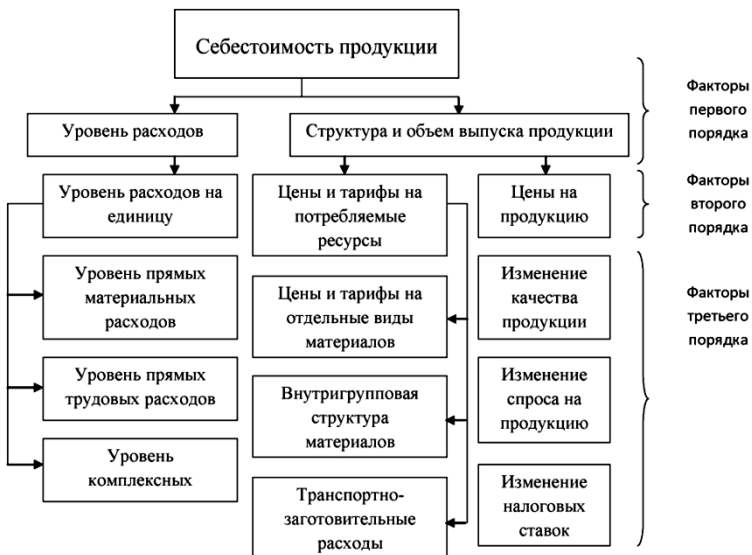 Себестоимость продукции
Факторы
первого
порядка
Уровень расходов
Структура и объем выпуска продукции
Уровень расходов на
единицу
Цены и тарифы на
потребляемые
ресурсы
Цены на
продукцию
Факторы
второго
порядка
Уровень прямых
материальных
расходов
Цены и тарифы на
отдельные виды
материалов
Изменение
качества
продукции
Факторы
третьего
порядка
Уровень прямых
трудовых расходов
Внутригрупповая
структура
материалов
Изменение
спроса на
продукцию
Уровень
комплексных
Транспортно-
заготовительные
расходы
Изменение
налоговых
ставок